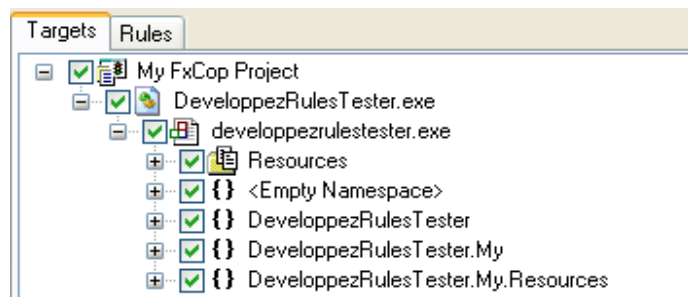 Targets Rules
My FxCop Project
DeveloppezRulesTester.exe
developpezrulestester.exe
Resources
{} <Empty Namespace>
{} DeveloppezRulesTester
{} DeveloppezRulesTester.My
{} DeveloppezRulesTester.My.Resources